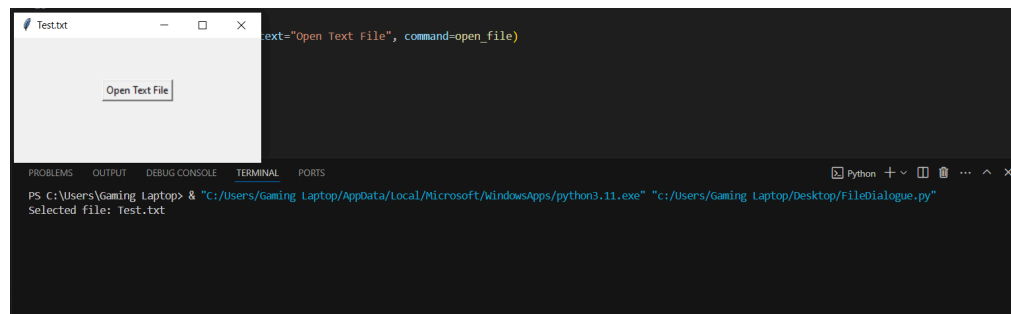 Test.txt
text="Open Text File", command=open_file)
Open Text File
PROBLEMS OUTPUT DEBUG CONSOLE TERMINAL PORTS Python
PS C:\Users\Gaming Laptop> & "C:/Users/Gaming Laptop/AppData/Local/Microsoft/WindowsApps/python3.11.exe" "c:/Users/Gaming Laptop/Desktop/FileDialogue.py"
Selected file: Test.txt